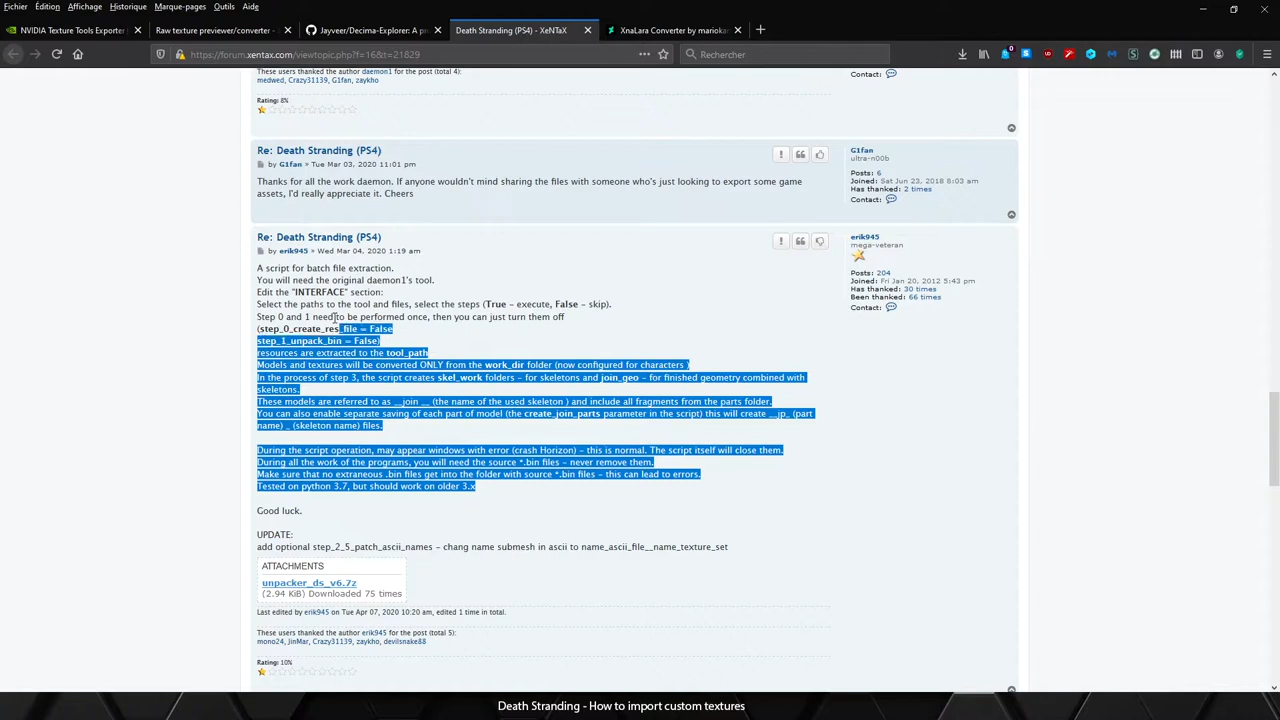 Fichier Édition Affichage Historique Marque-pages Outils Aide
NVIDIA Texture Tools Exporter
Raw texture previewer/converter -
Jayveer/Decima-Explorer: A pr
Death Stranding (PS4) - XeNTaX
XnaLara Converter by marioka
https://forum.xentax.com/viewtopic.php?f=16&t=21829
Rechercher
These users thanked the author daemon1 for the post (total 4):
medwed, Crazy31139, G1fan, zaykho
Contact:
Rating: 8%
Re: Death Stranding (PS4)
by G1fan » Tue Mar 03, 2020 11:01 pm
Thanks for all the work daemon. If anyone wouldn't mind sharing the files with someone who's just looking to export some game
assets, I'd really appreciate it. Cheers
G1fan
ultra-n00b
Posts: 6
Joined: Sat Jun 23, 2018 8:03 am
Has thanked: 2 times
Contact:
Re: Death Stranding (PS4)
by erik945 » Wed Mar 04, 2020 1:19 am
erik945
mega-veteran
Posts: 204
Joined: Fri Jan 20, 2012 5:43 pm
Has thanked: 30 times
Been thanked: 66 times
Contact:
A script for batch file extraction.
You will need the original daemon1's tool.
Edit the "INTERFACE" section:
Select the paths to the tool and files, select the steps (True - execute, False - skip).
Step 0 and 1 need to be performed once, then you can just turn them off
(step_0_create_res_file = False
step_1_unpack_bin = False)
resources are extracted to the tool_path
Models and textures will be converted ONLY from the work_dir folder (now configured for characters )
In the process of step 3, the script creates skel_work folders - for skeletons and join_geo - for finished geometry combined with
skeletons.
These models are referred to as __join __ (the name of the used skeleton ) and include all fragments from the parts folder.
You can also enable separate saving of each part of model (the create_join_parts parameter in the script) this will create __jp_ (part
name) _ (skeleton name) files.
During the script operation, may appear windows with error (crash Horizon) - this is normal. The script itself will close them.
During all the work of the programs, you will need the source *.bin files - never remove them.
Make sure that no extraneous .bin files get into the folder with source *.bin files - this can lead to errors.
Tested on python 3.7, but should work on older 3.x
Good luck.
UPDATE:
add optional step_2_5_patch_ascii_names - chang name submesh in ascii to name_ascii_file__name_texture_set
ATTACHMENTS
unpacker_ds_v6.7z
(2.94 KiB) Downloaded 75 times
Last edited by erik945 on Tue Apr 07, 2020 10:20 am, edited 1 time in total.
These users thanked the author erik945 for the post (total 5):
mono24, JinMar, Crazy31139, zaykho, devilsnake88
Rating: 10%
Death Stranding - How to import custom textures